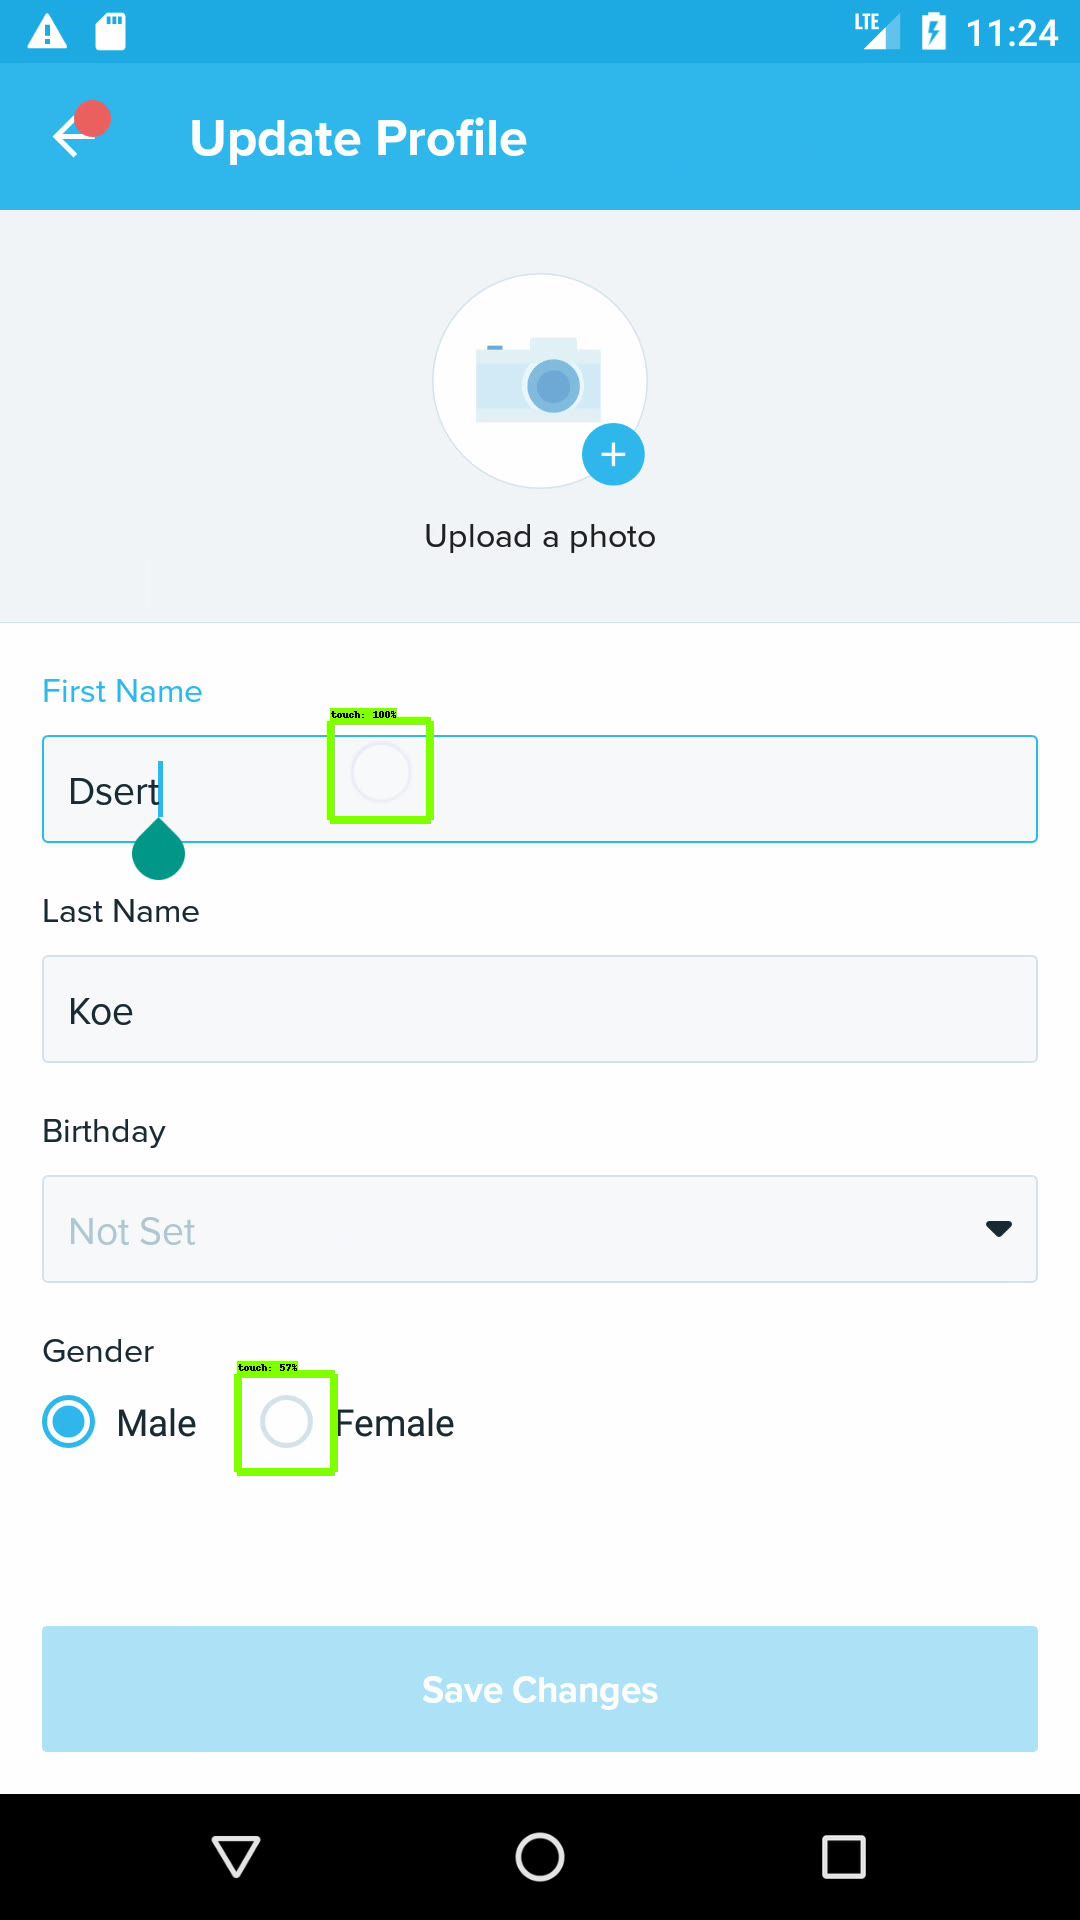 LTE 11:24
Update Profile
Upload a photo
First Name
touch: 100%
Dsert
Last Name
Koe
Birthday
Not Set
Gender
touch: 57%
Male Female
Save Changes